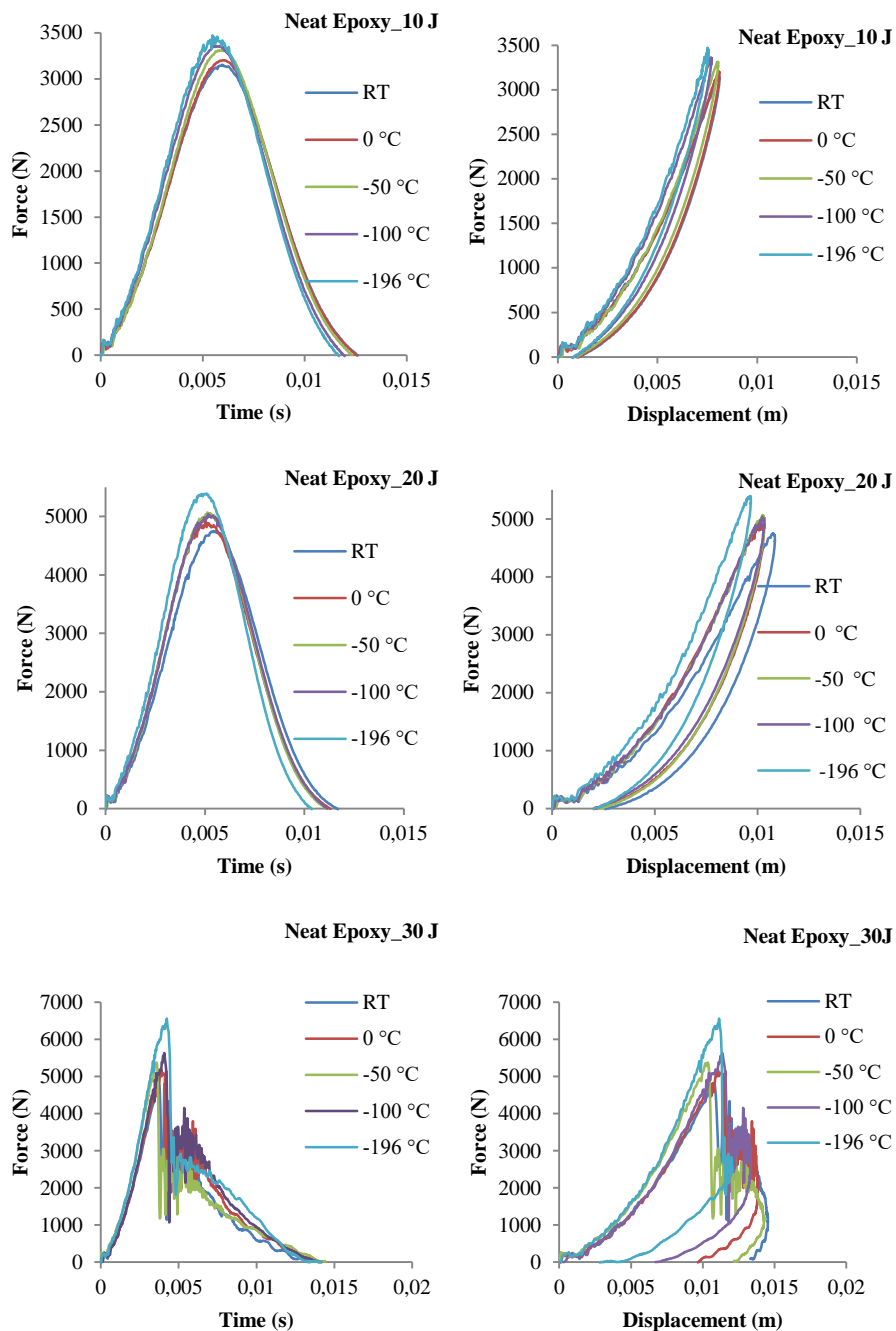 Neat Epoxy_10 J
3500
3000
2500
2000
1500
1000
500
0
Force (N)
RT
0 °C
-50 °C
-100 °C
-196 °C
0
0,005
0,01
0,015
Time (s)
Neat Epoxy_10 J
3500
3000
2500
2000
1500
1000
500
0
Force (N)
RT
0 °C
-50 °C
-100 °C
-196 °C
0
0,005
0,01
0,015
Displacement (m)
Neat Epoxy_20 J
5000
4000
3000
2000
1000
0
Force (N)
RT
0 °C
-50 °C
-100 °C
-196 °C
0
0,005
0,01
0,015
Time (s)
Neat Epoxy_20 J
5000
4000
3000
2000
1000
0
Force (N)
RT
0 °C
-50 °C
-100 °C
-196 °C
0
0,005
0,01
0,015
Displacement (m)
Neat Epoxy_30 J
7000
6000
5000
4000
3000
2000
1000
0
Force (N)
RT
0 °C
-50 °C
-100 °C
-196 °C
0
0,005
0,01
0,015
0,02
Time (s)
Neat Epoxy_30J
7000
6000
5000
4000
3000
2000
1000
0
Force (N)
RT
0 °C
-50 °C
-100 °C
-196 °C
0
0,005
0,01
0,015
0,02
Displacement (m)